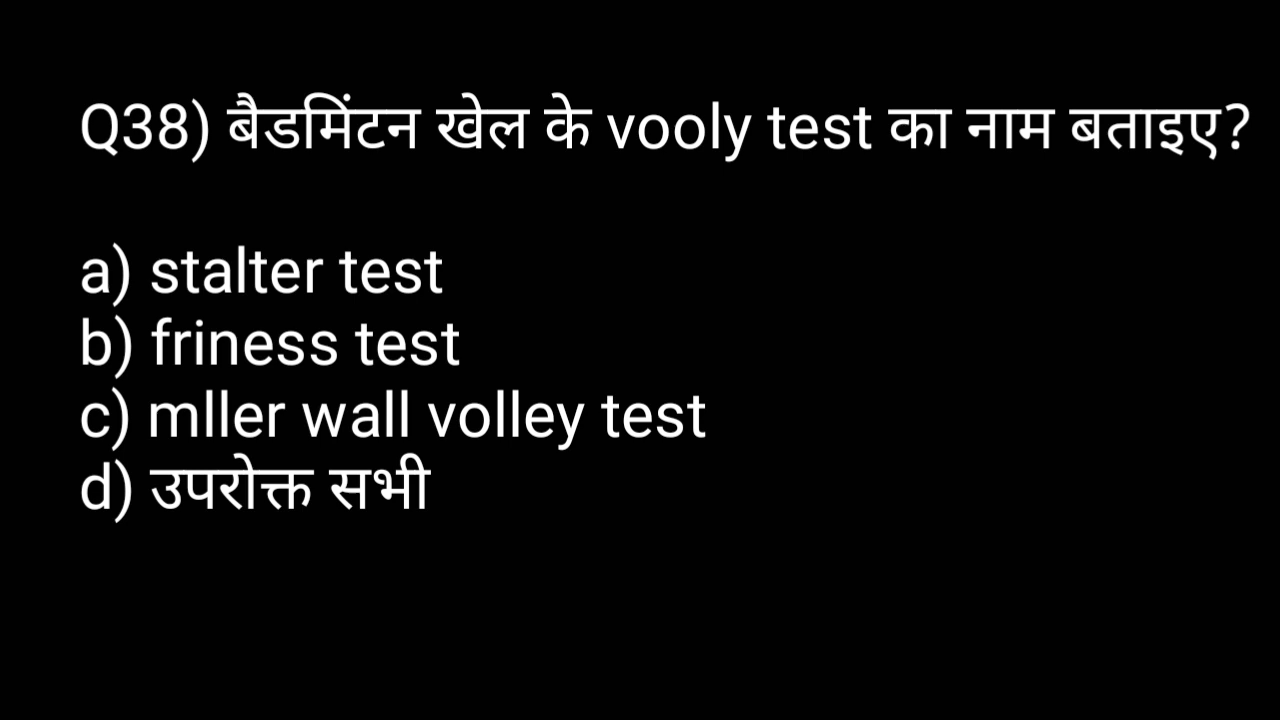 Q38) बैडमिंटन खेल के vooly test का नाम बताइए?
a) stalter test
b) friness test
c) mller wall volley test
d) उपरोक्त सभी